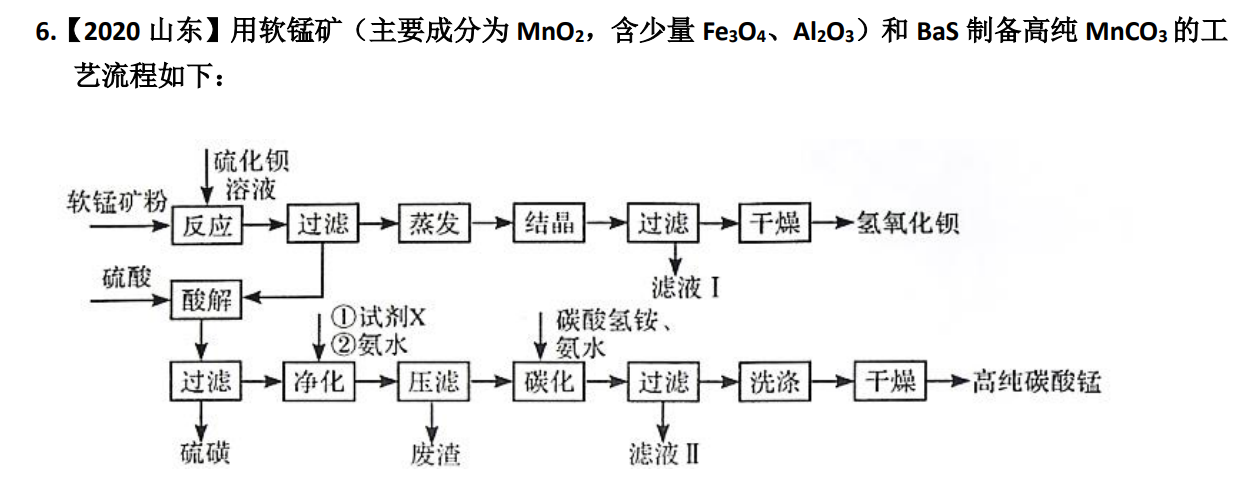 6.【2020 山东】用软锰矿（主要成分为 MnO₂，含少量 Fe₃O₄、Al₂O₃）和 BaS 制备高纯 MnCO₃ 的工
艺流程如下：
硫化钡
溶液
软锰矿粉
反应 过滤 蒸发 结晶 过滤 干燥 氢氧化钡
硫酸
酸解
滤液Ⅰ
①试剂X
②氨水
碳酸氢铵、
氨水
过滤 净化 压滤 碳化 过滤 洗涤 干燥 高纯碳酸锰
硫磺 废渣 滤液Ⅱ